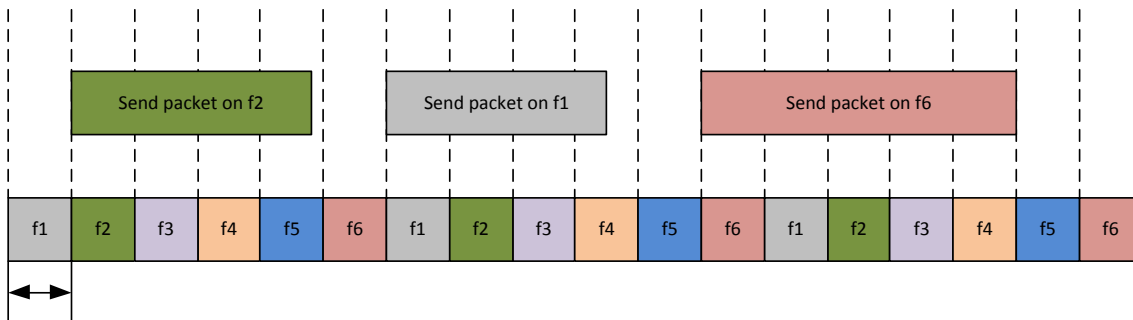 Send packet on f2 Send packet on f1 Send packet on f6
f1 f2 f3 f4 f5 f6 f1 f2 f3 f4 f5 f6 f1 f2 f3 f4 f5 f6